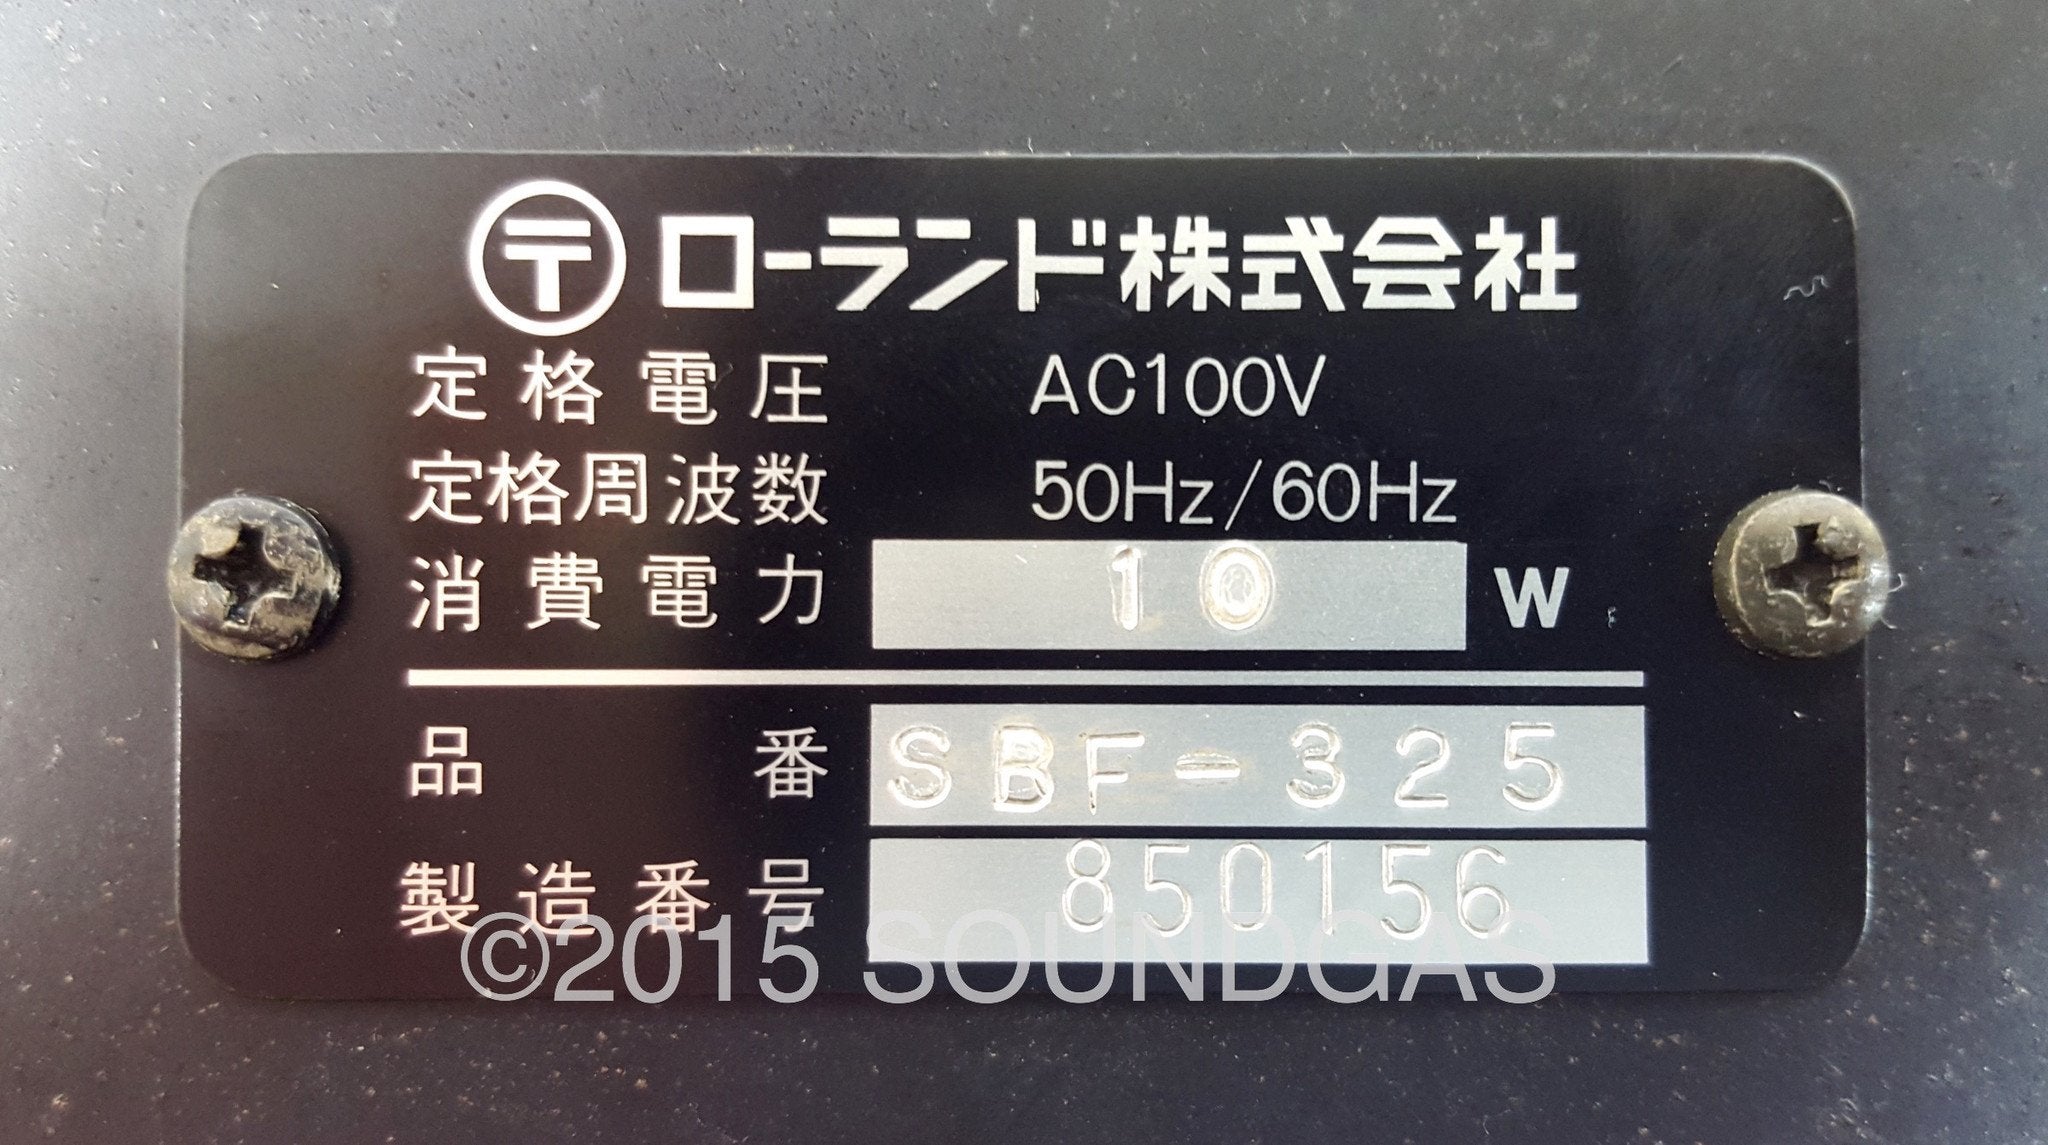 〒 ローランド株式会社
定格電圧 AC100V
定格周波数 50Hz/60Hz
消費電力 10 W
品番 SBF-325
製造番号 850156
©2015 SOUNDGAS